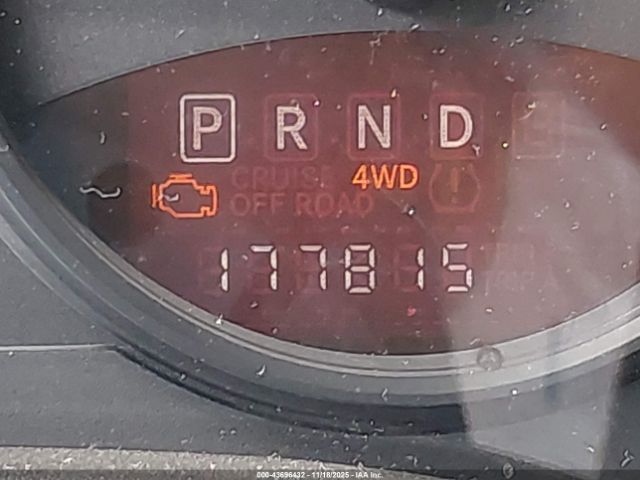 P R N D
CRUISE 4WD
OFF ROAD
177815
000-43696432 - 11/18/2025 - IAA Inc.